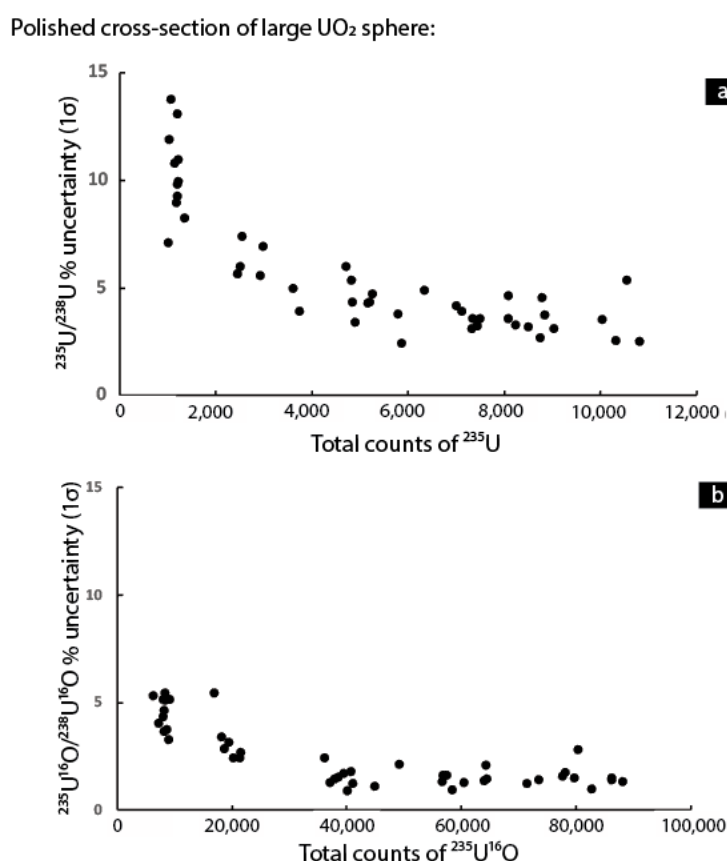 Polished cross-section of large UO₂ sphere:
a
15
10
5
0
²³⁵U/²³⁸U % uncertainty (1σ)
0 2,000 4,000 6,000 8,000 10,000 12,000
Total counts of ²³⁵U
b
15
10
5
0
²³⁵U¹⁶O/²³⁸U¹⁶O % uncertainty (1σ)
0 20,000 40,000 60,000 80,000 100,000
Total counts of ²³⁵U¹⁶O